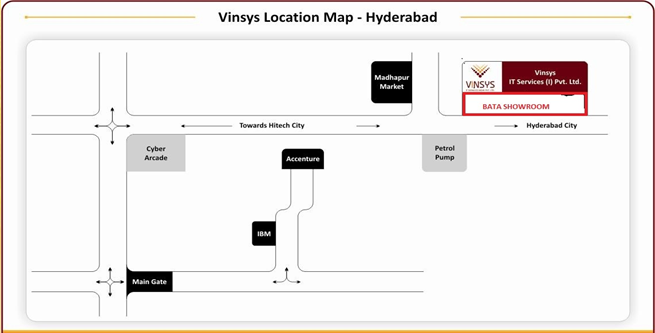 Vinsys Location Map - Hyderabad
Madhapur
Market
VINSYS
Vinsys
IT Services (I) Pvt. Ltd.
BATA SHOWROOM
Towards Hitech City
Hyderabad City
Cyber
Arcade
Accenture
Petrol
Pump
IBM
Main Gate